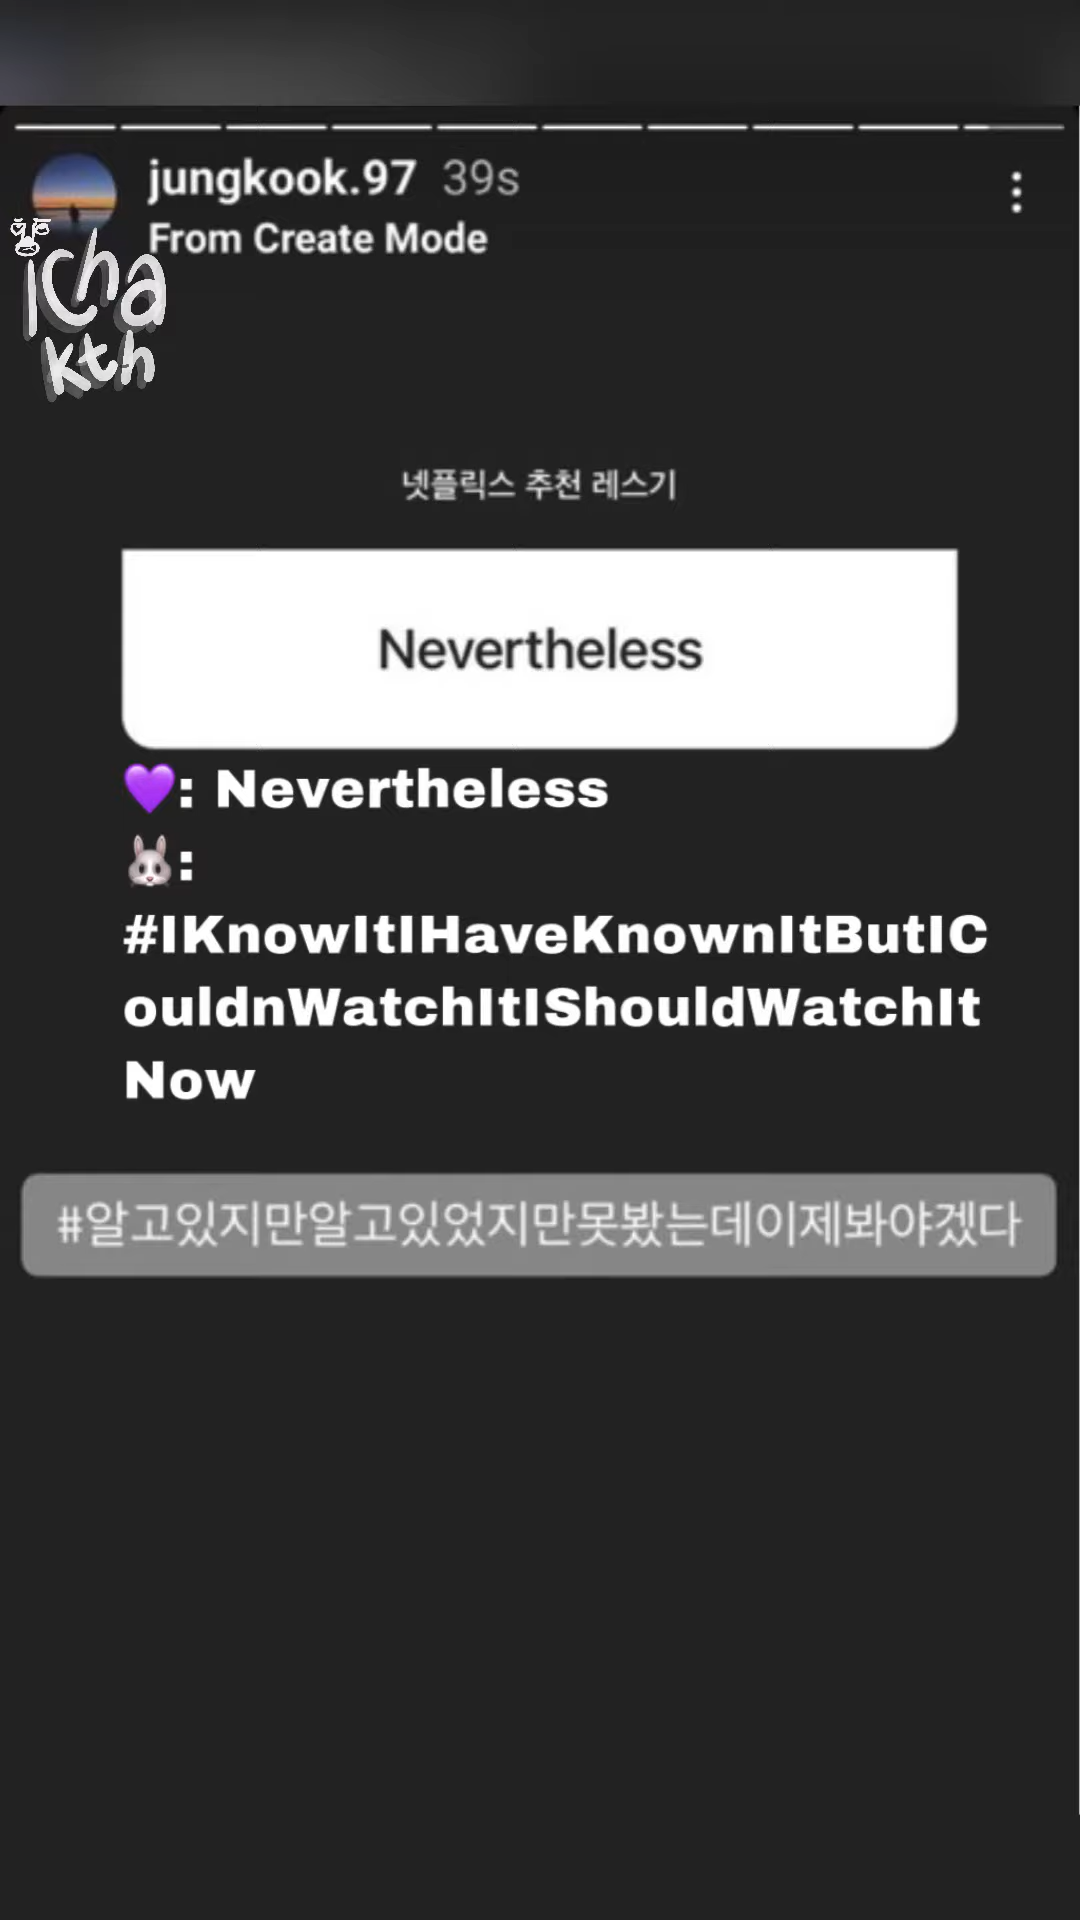 jungkook.97 39s
From Create Mode
icha
kth
넷플릭스 추천 레스기
Nevertheless
💜: Nevertheless
🐰:
#IKnowItIHaveKnownItButIC
ouldnWatchItIShouldWatchIt
Now
#알고있지만알고있었지만못봤는데이제봐야겠다